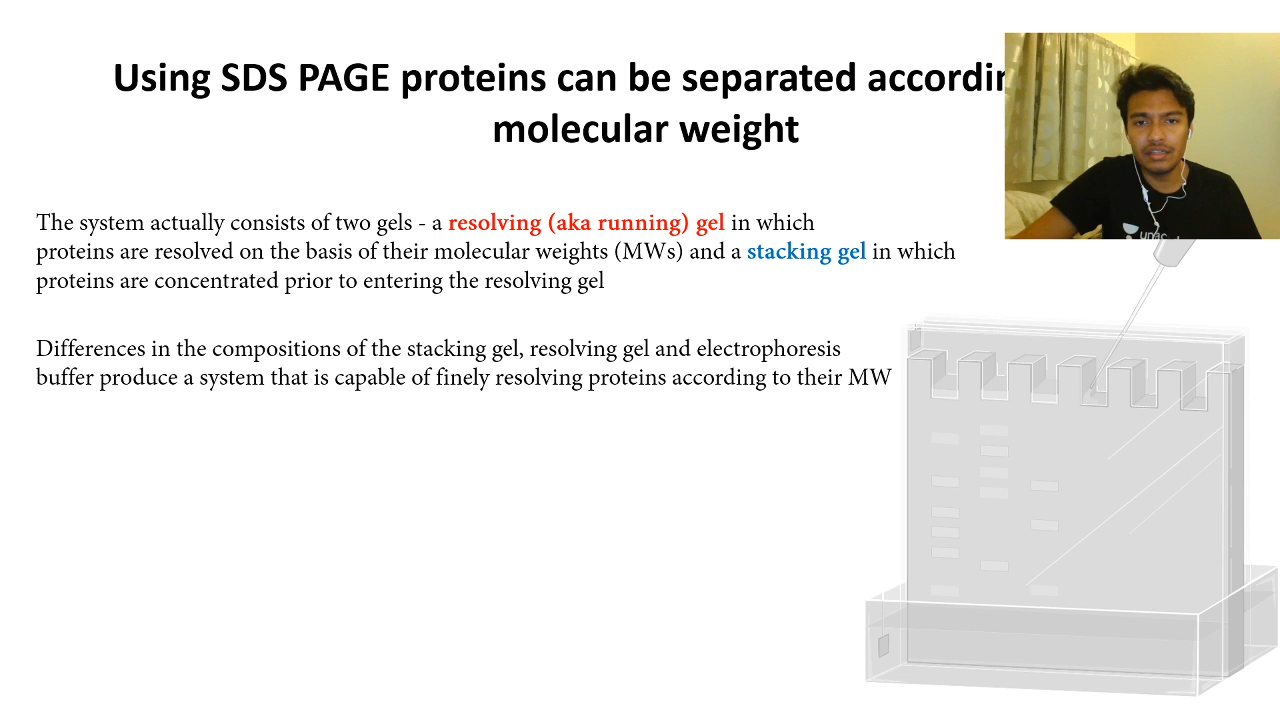 Using SDS PAGE proteins can be separated accordin
molecular weight
The system actually consists of two gels - a resolving (aka running) gel in which
proteins are resolved on the basis of their molecular weights (MWs) and a stacking gel in which
proteins are concentrated prior to entering the resolving gel
Differences in the compositions of the stacking gel, resolving gel and electrophoresis
buffer produce a system that is capable of finely resolving proteins according to their MW